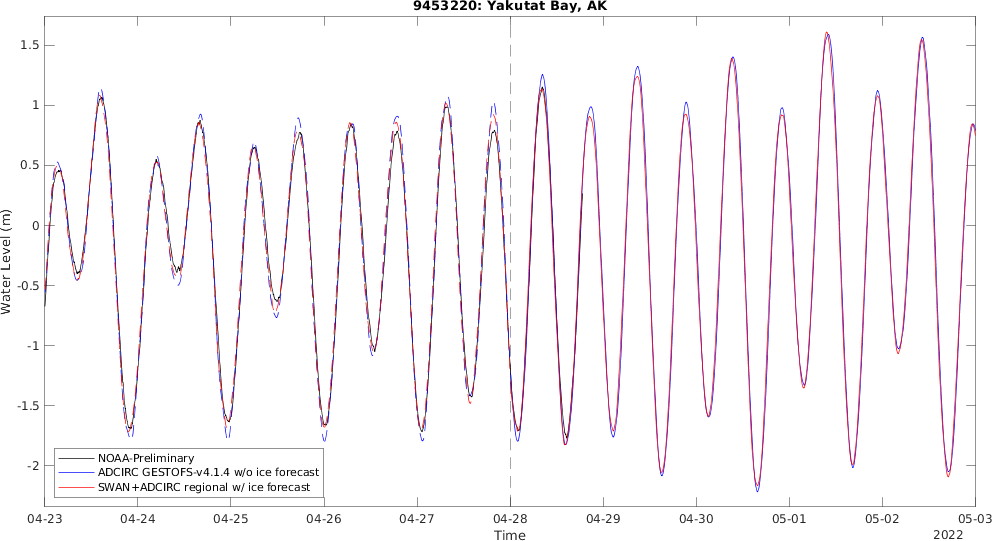 9453220: Yakutat Bay, AK
1.5
1
0.5
0
-0.5
-1
-1.5
-2
Water Level (m)
NOAA-Preliminary
ADCIRC GESTOFS-v4.1.4 w/o ice forecast
SWAN+ADCIRC regional w/ ice forecast
04-23 04-24 04-25 04-26 04-27 04-28 04-29 04-30 05-01 05-02 05-03
Time
2022